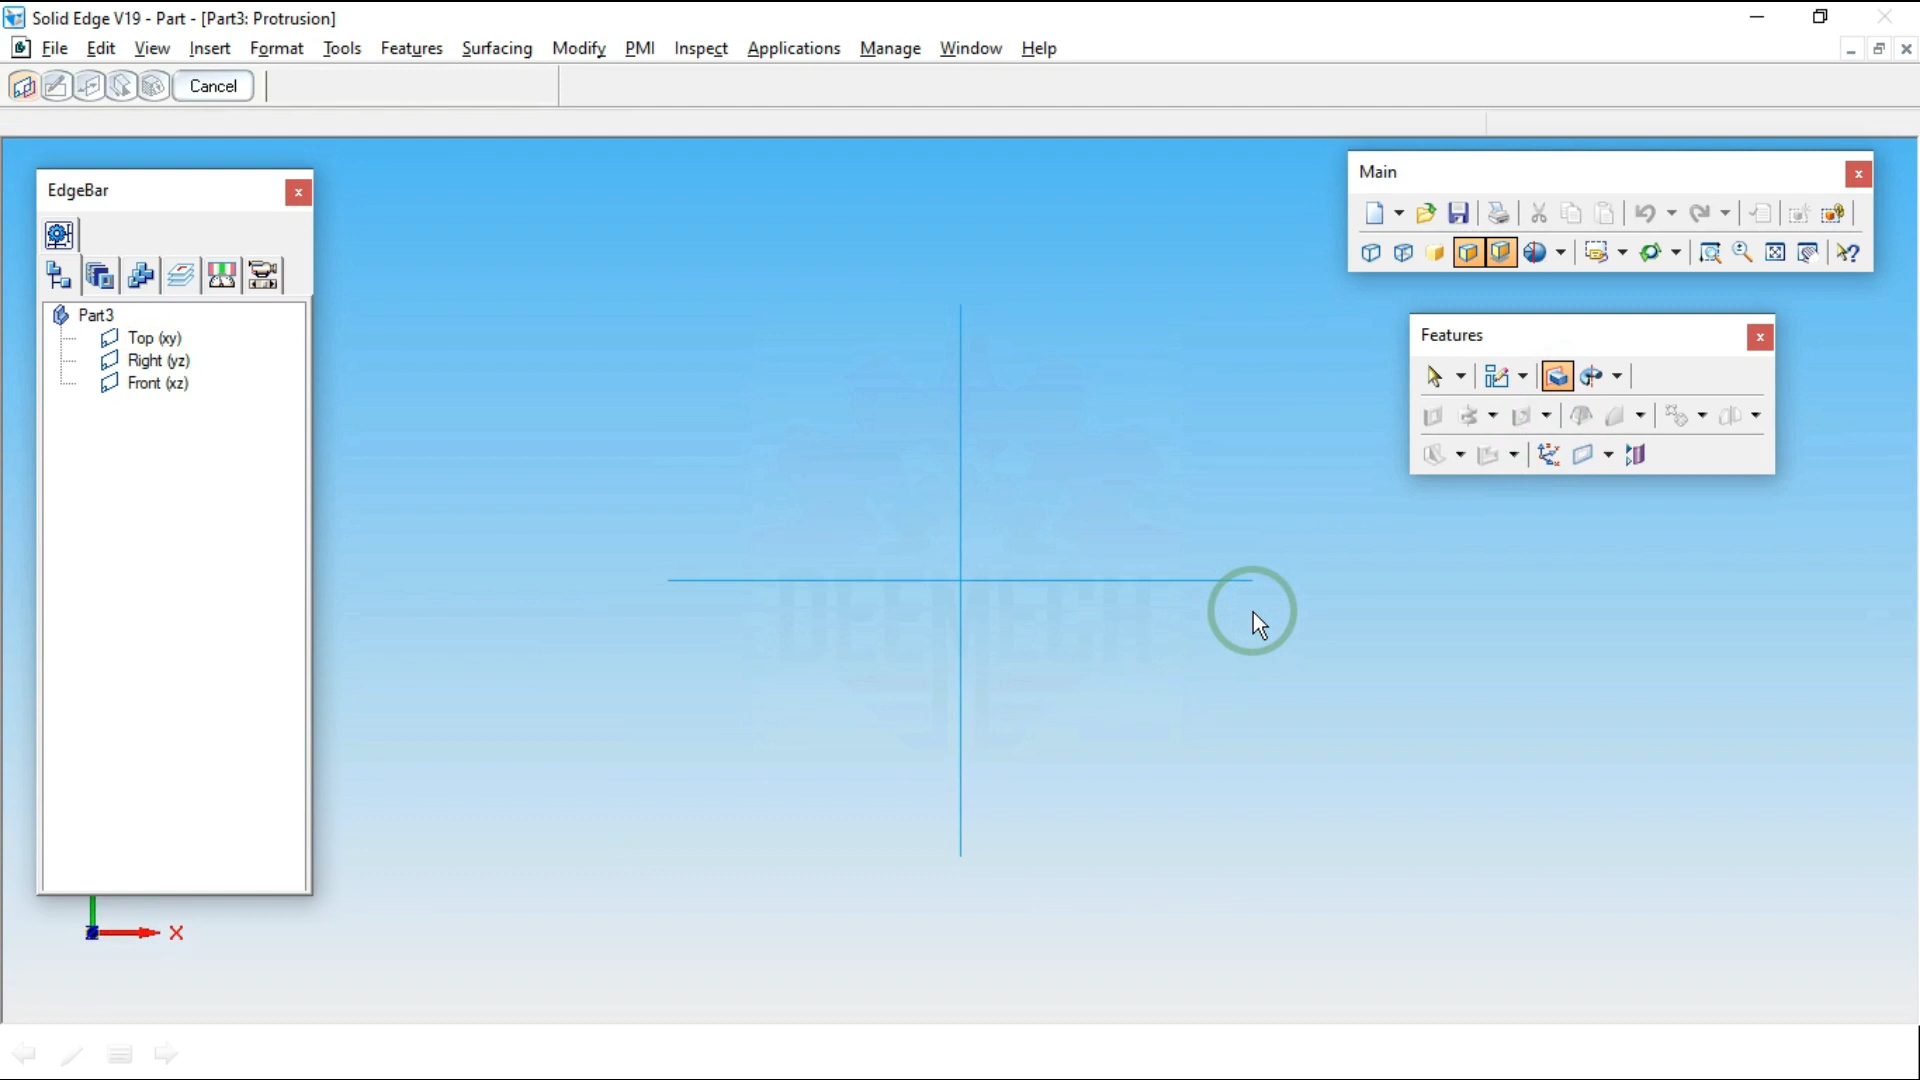 Solid Edge V19 - Part - [Part3: Protrusion]
File Edit View Insert Format Tools Features Surfacing Modify PMI Inspect Applications Manage Window Help
Cancel
EdgeBar
Part3
Top (xy)
Right (yz)
Front (xz)
Main
Features
DEEMECH
X